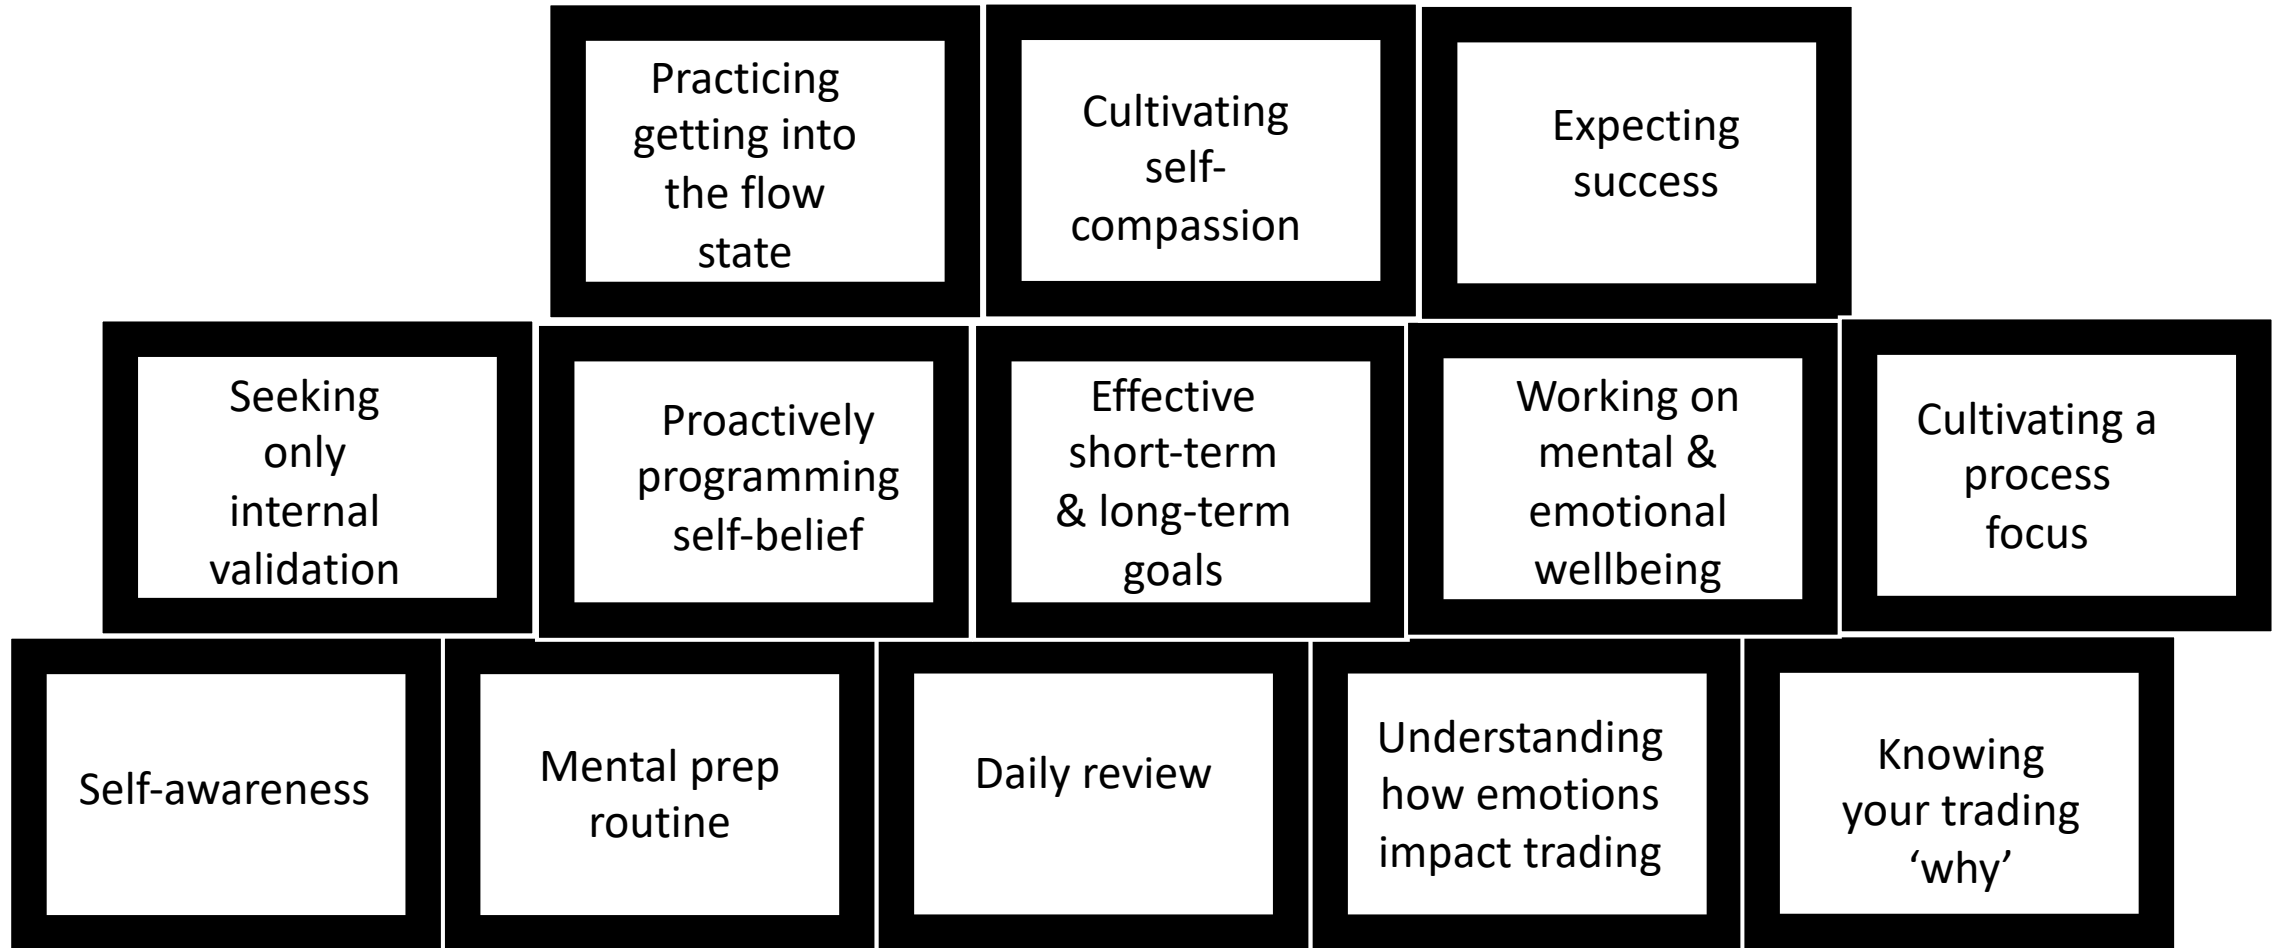 Practicing
getting into
the flow
state
Cultivating
self-
compassion
Expecting
success
Seeking
only
internal
validation
Proactively
programming
self-belief
Effective
short-term
& long-term
goals
Working on
mental &
emotional
wellbeing
Cultivating a
process
focus
Self-awareness
Mental prep
routine
Daily review
Understanding
how emotions
impact trading
Knowing
your trading
‘why’